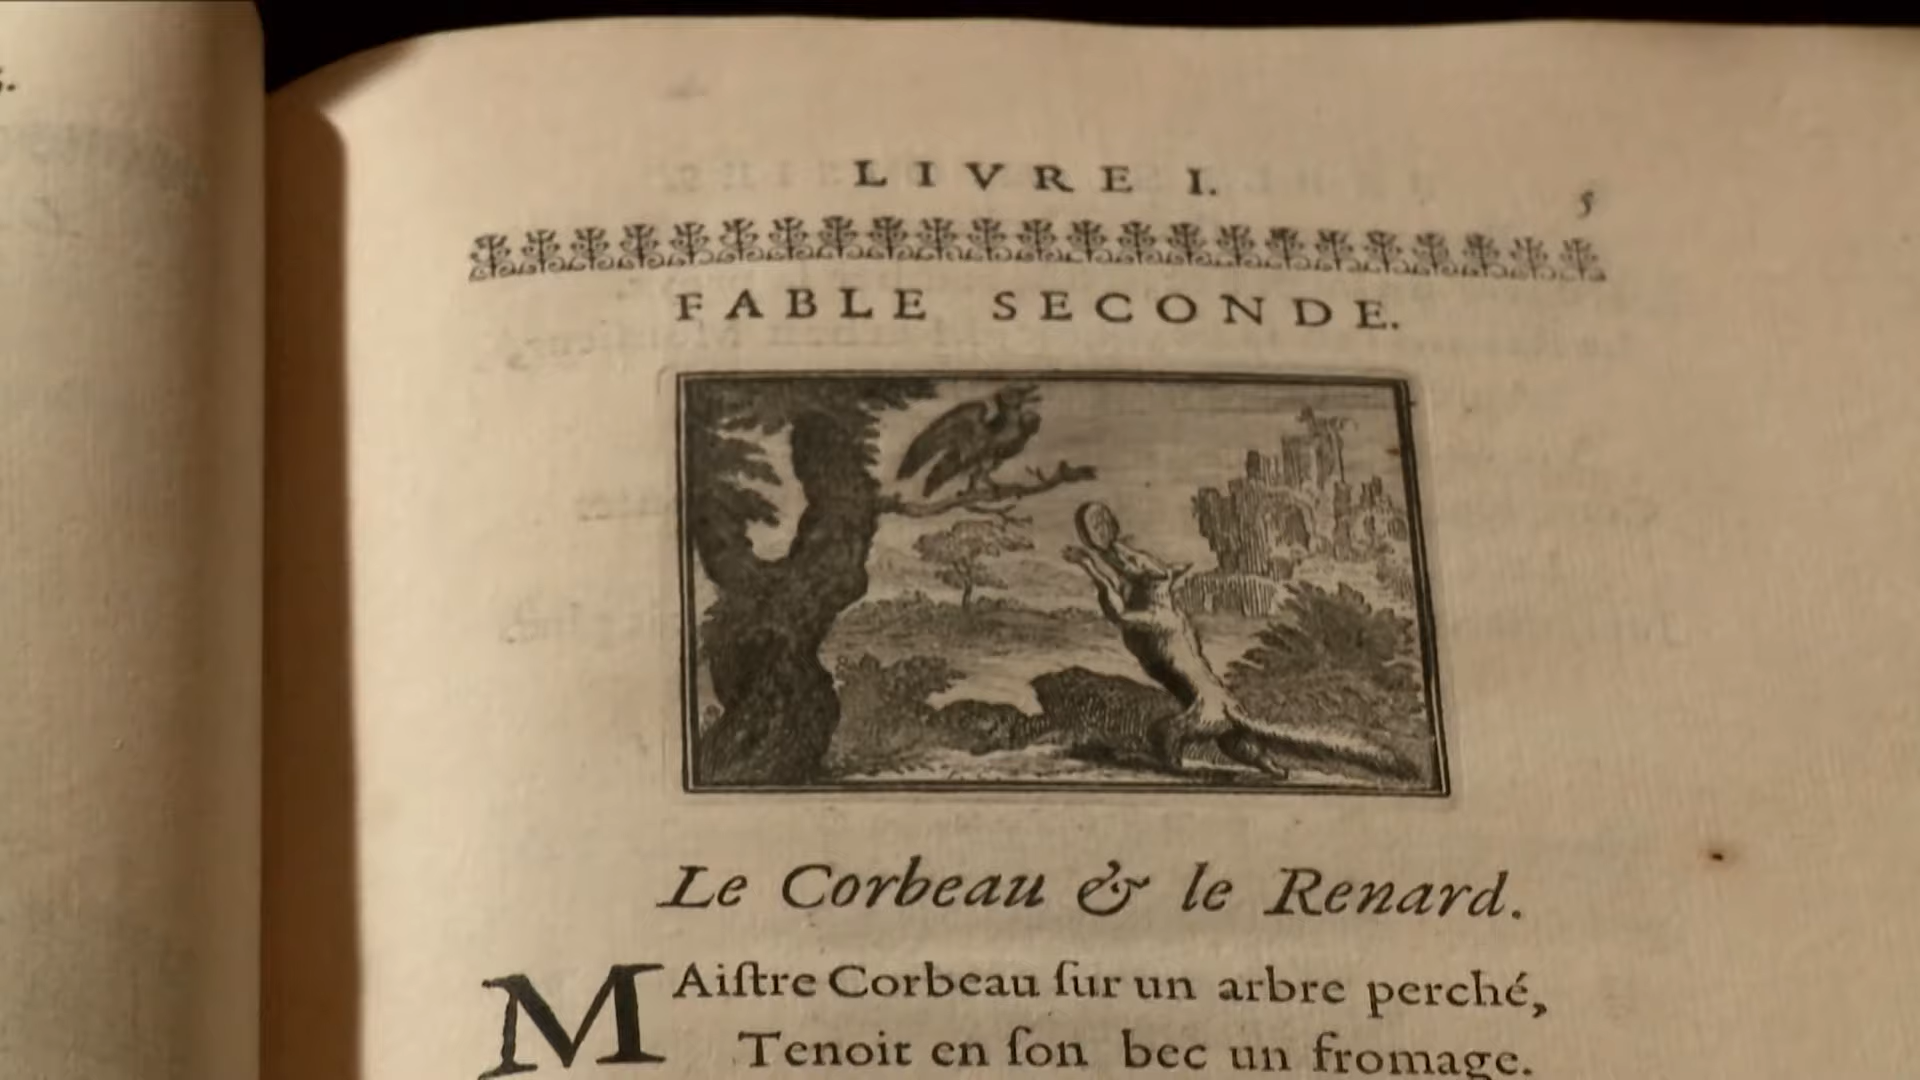 LIVRE I.
5
FABLE SECONDE.
Le Corbeau & le Renard.
MAiſtre Corbeau ſur un arbre perché,
Tenoit en ſon bec un fromage.